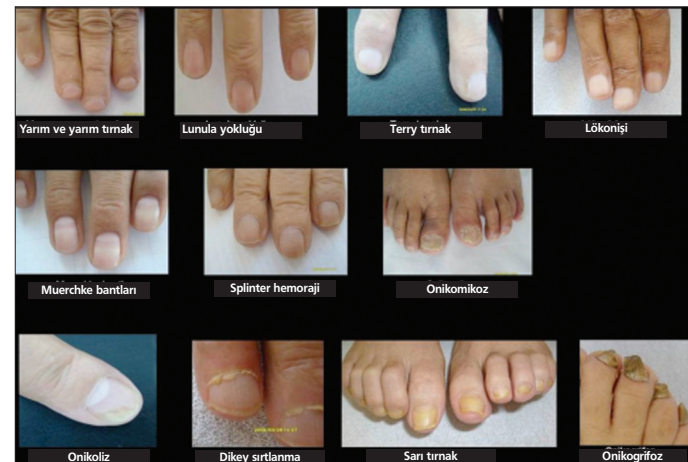 Yarım ve yarım tırnak
Lunula yokluğu
Terry tırnak
Lökonişi
Muerchke bantları
Splinter hemoraji
Onikomikoz
Onikoliz
Dikey sırtlanma
Sarı tırnak
Onikogrifoz